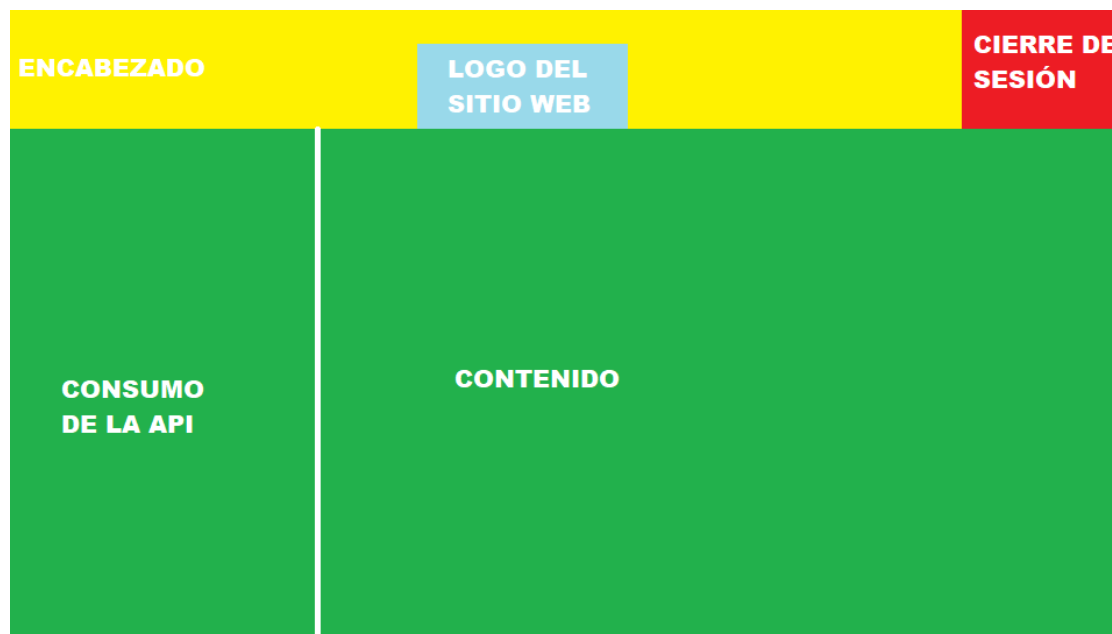 ENCABEZADO
LOGO DEL
SITIO WEB
CIERRE DE
SESIÓN
CONSUMO
DE LA API
CONTENIDO